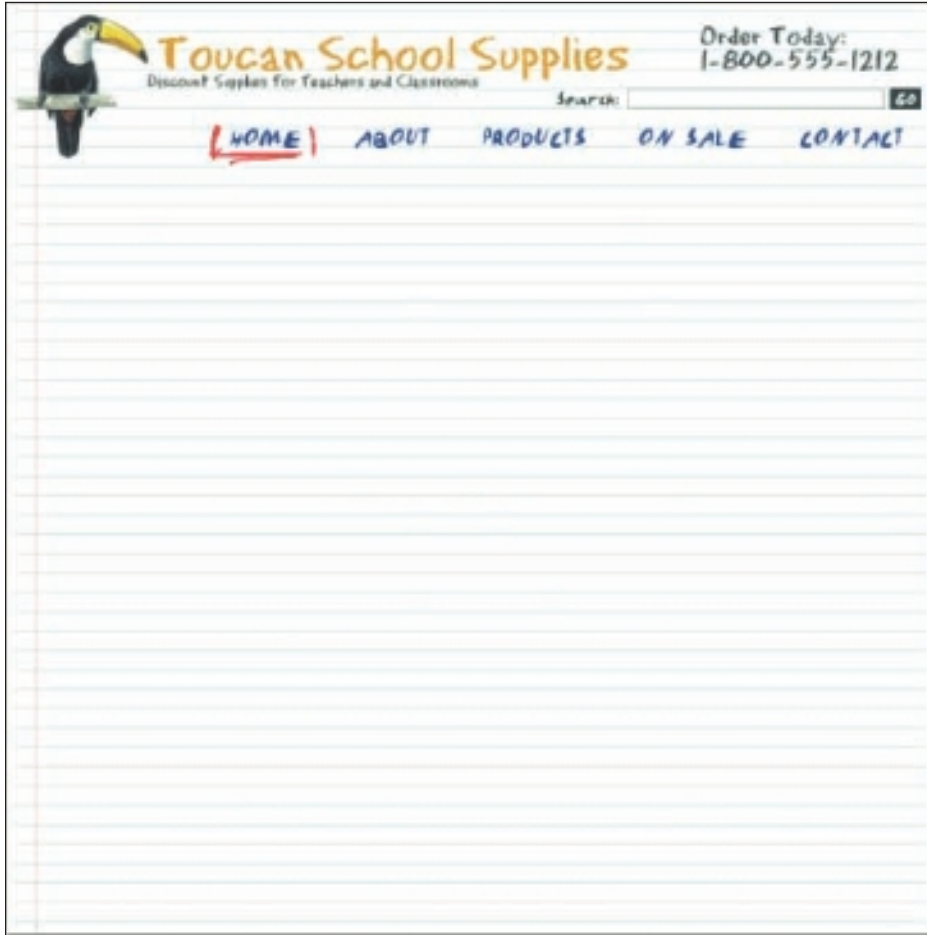 Toucan School Supplies
Discount Supplies for Teachers and Classrooms
Order Today:
1-800-555-1212
Search:
GO
HOME ABOUT PRODUCTS ON SALE CONTACT